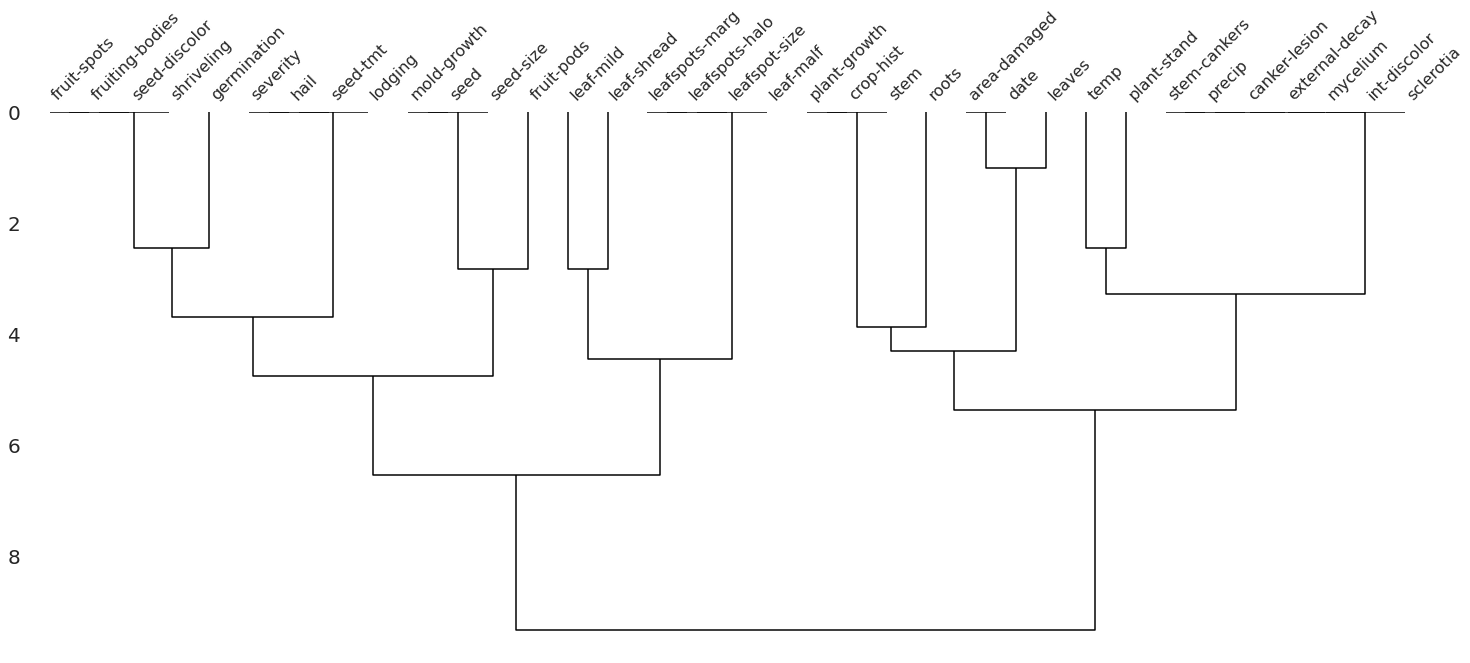 fruit-spots
fruiting-bodies
seed-discolor
shriveling
germination
severity
hail
seed-tmt
lodging
mold-growth
seed
seed-size
fruit-pods
leaf-mild
leaf-shread
leafspots-marg
leafspots-halo
leafspot-size
leaf-malf
plant-growth
crop-hist
stem
roots
area-damaged
date
leaves
temp
plant-stand
stem-cankers
precip
canker-lesion
external-decay
mycelium
int-discolor
sclerotia
0
2
4
6
8